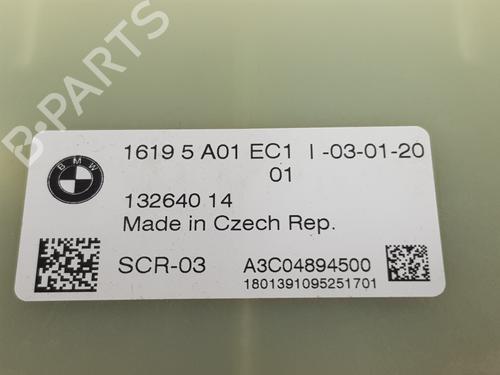 B-PARTS
BMW
1619 5 A01 EC1 I -03-01-20
01
132640 14
Made in Czech Rep.
SCR-03 A3C04894500
1801391095251701